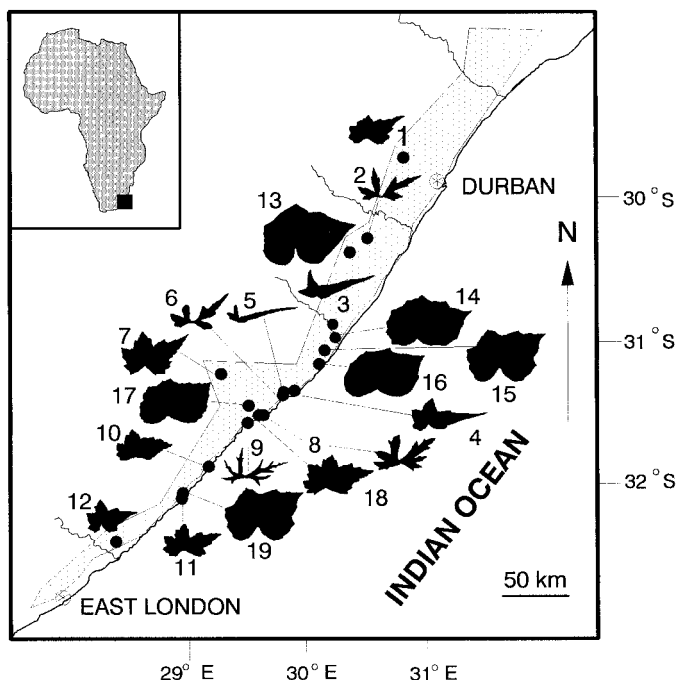 1
2
DURBAN
30° S
13
N
3
14
6
5
7
31° S
17
16
15
10
4
9
8
12
18
32° S
INDIAN OCEAN
11
19
50 km
EAST LONDON
29° E
30° E
31° E